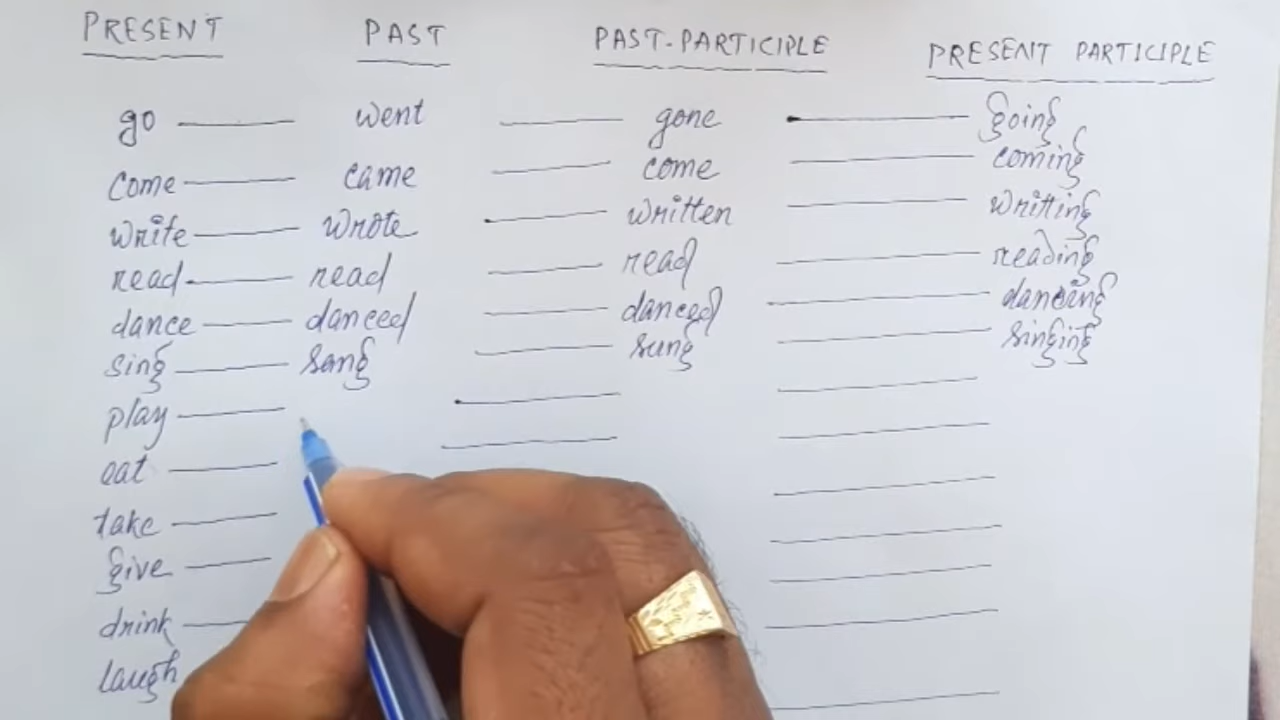 PRESENT PAST PAST-PARTICIPLE PRESENT PARTICIPLE
go went gone going
come came come coming
write wrote written writting
read read read reading
dance danced danced dancing
sing sang sung singing
play
eat
take
give
drink
laugh